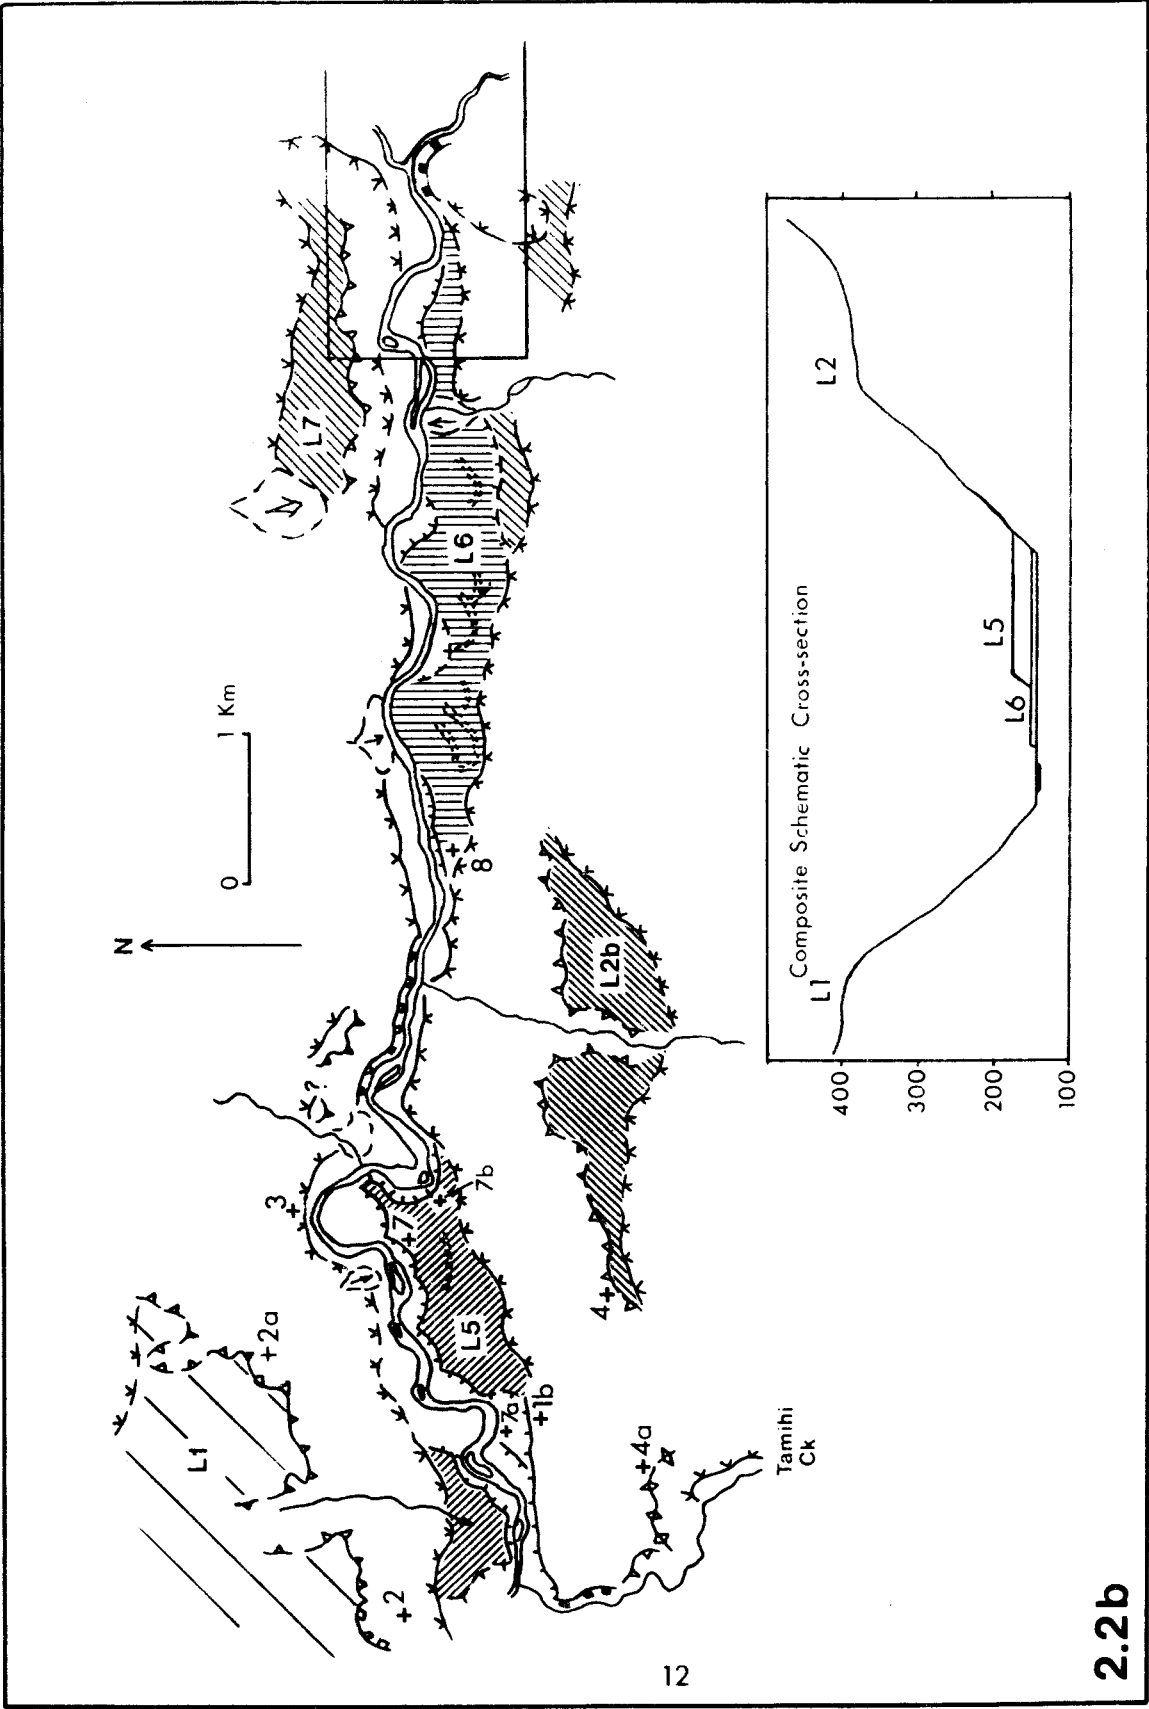 N
0 1 Km
L1
+2a
+2
3
+
?
L7
L6
8
+
L5
+7
7b
+
+7a
+1b
4+
L2b
+4a
Tamihi
Ck
Composite Schematic Cross-section
L1
L2
L5
L6
400
300
200
100
12
2.2b